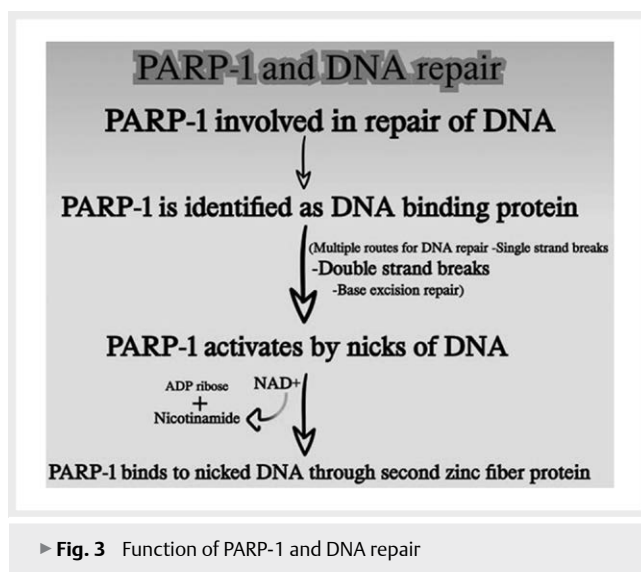 PARP-1 and DNA repair
PARP-1 involved in repair of DNA
PARP-1 is identified as DNA binding protein
(Multiple routes for DNA repair -Single strand breaks
-Double strand breaks
-Base excision repair)
PARP-1 activates by nicks of DNA
ADP ribose NAD+
+
Nicotinamide
PARP-1 binds to nicked DNA through second zinc fiber protein
▶ Fig. 3 Function of PARP-1 and DNA repair